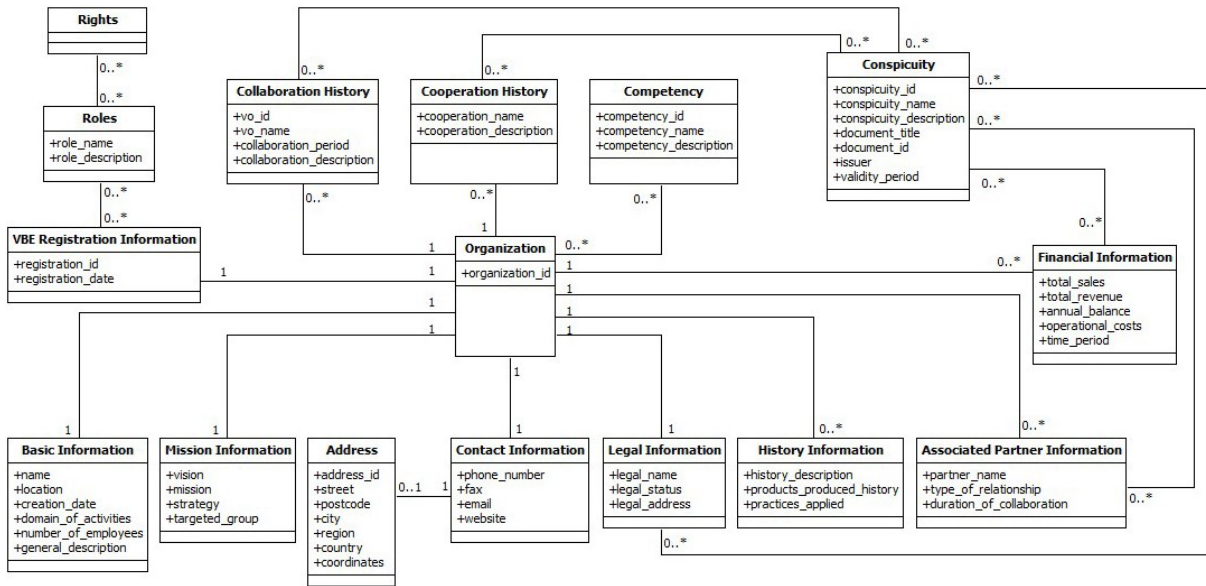 Rights
0..*
0..*
Roles
+role_name
+role_description
0..*
0..*
VBE Registration Information
+registration_id
+registration_date
1
1
0..*
Collaboration History
+vo_id
+vo_name
+collaboration_period
+collaboration_description
0..*
1
0..*
Cooperation History
+cooperation_name
+cooperation_description
0..*
1
Competency
+competency_id
+competency_name
+competency_description
0..*
0..*
0..*
0..*
Conspicuity
+conspicuity_id
+conspicuity_name
+conspicuity_description
+document_title
+document_id
+issuer
+validity_period
0..*
0..*
0..*
0..*
Organization
+organization_id
1
0..*
Financial Information
+total_sales
+total_revenue
+annual_balance
+operational_costs
+time_period
1
1
1
1
1
1
1
1
1
1
0..*
0..*
Basic Information
+name
+location
+creation_date
+domain_of_activities
+number_of_employees
+general_description
Mission Information
+vision
+mission
+strategy
+targeted_group
Address
+address_id
+street
+postcode
+city
+region
+country
+coordinates
0..1
1
Contact Information
+phone_number
+fax
+email
+website
Legal Information
+legal_name
+legal_status
+legal_address
0..*
History Information
+history_description
+products_produced_history
+practices_applied
Associated Partner Information
+partner_name
+type_of_relationship
+duration_of_collaboration
0..*